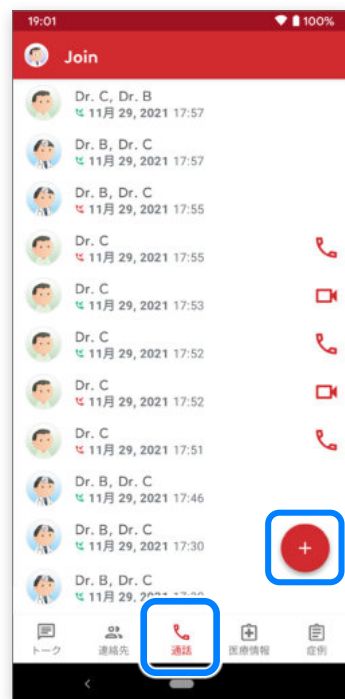 19:01 100%
Join
Dr. C, Dr. B
11月 29, 2021 17:57
Dr. B, Dr. C
11月 29, 2021 17:57
Dr. B, Dr. C
11月 29, 2021 17:55
Dr. C
11月 29, 2021 17:55
Dr. C
11月 29, 2021 17:53
Dr. C
11月 29, 2021 17:52
Dr. C
11月 29, 2021 17:52
Dr. C
11月 29, 2021 17:51
Dr. B, Dr. C
11月 29, 2021 17:46
Dr. B, Dr. C
11月 29, 2021 17:30
Dr. B, Dr. C
11月 29, 2021
トーク 連絡先 通話 医療情報 症例